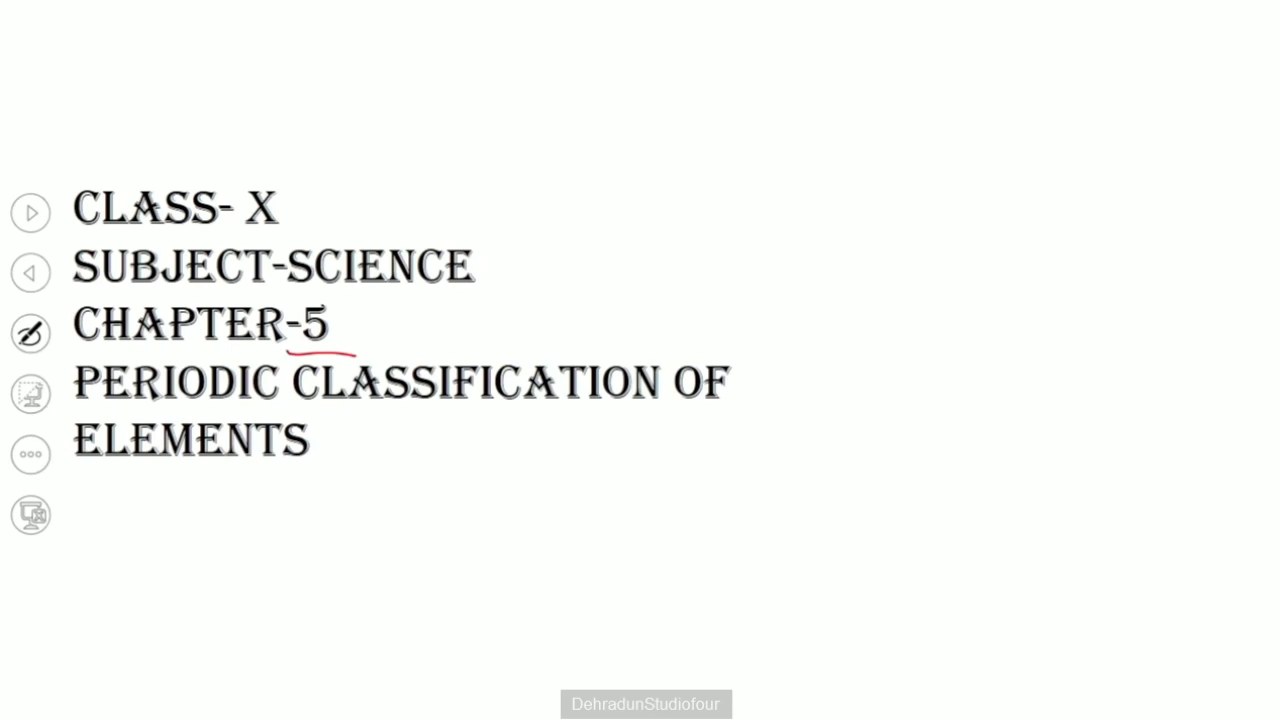 CLASS- X
SUBJECT-SCIENCE
CHAPTER-5
PERIODIC CLASSIFICATION OF
ELEMENTS
DehradunStudiofour